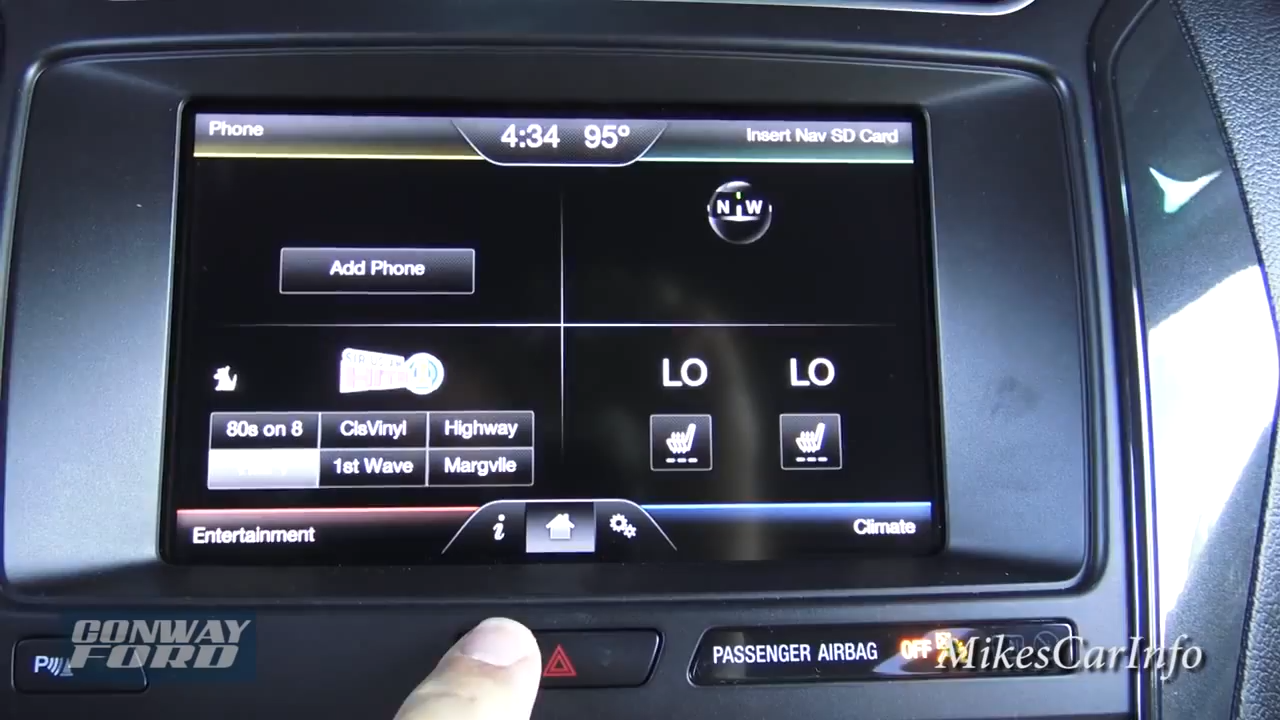 Phone
4:34 95°
Insert Nav SD Card
N W
Add Phone
LO LO
80s on 8 ClsVinyl Highway
1st Wave Margvlle
Entertainment
i
Climate
CONWAY
FORD
P
PASSENGER AIRBAG OFF
MikesCarInfo